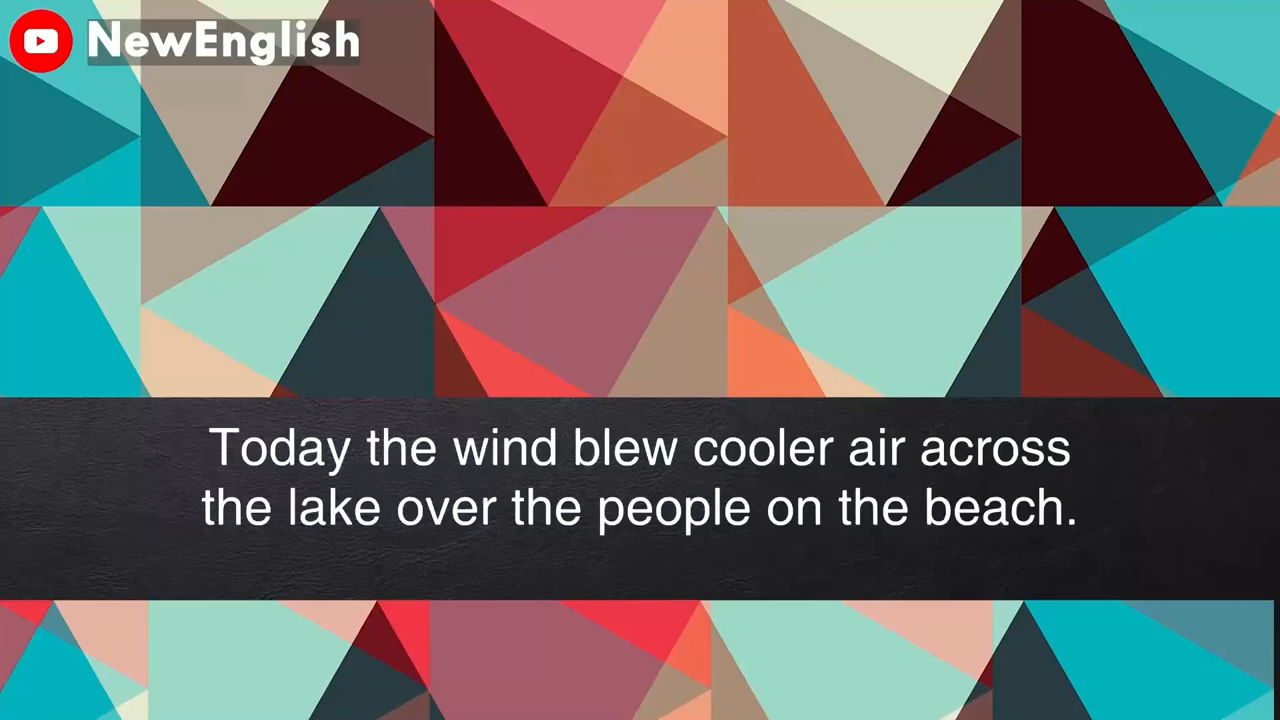 NewEnglish
Today the wind blew cooler air across
the lake over the people on the beach.